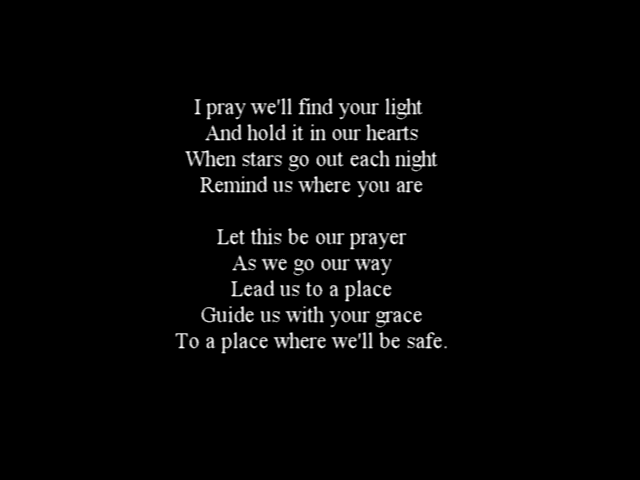 I pray we'll find your light
And hold it in our hearts
When stars go out each night
Remind us where you are
Let this be our prayer
As we go our way
Lead us to a place
Guide us with your grace
To a place where we'll be safe.